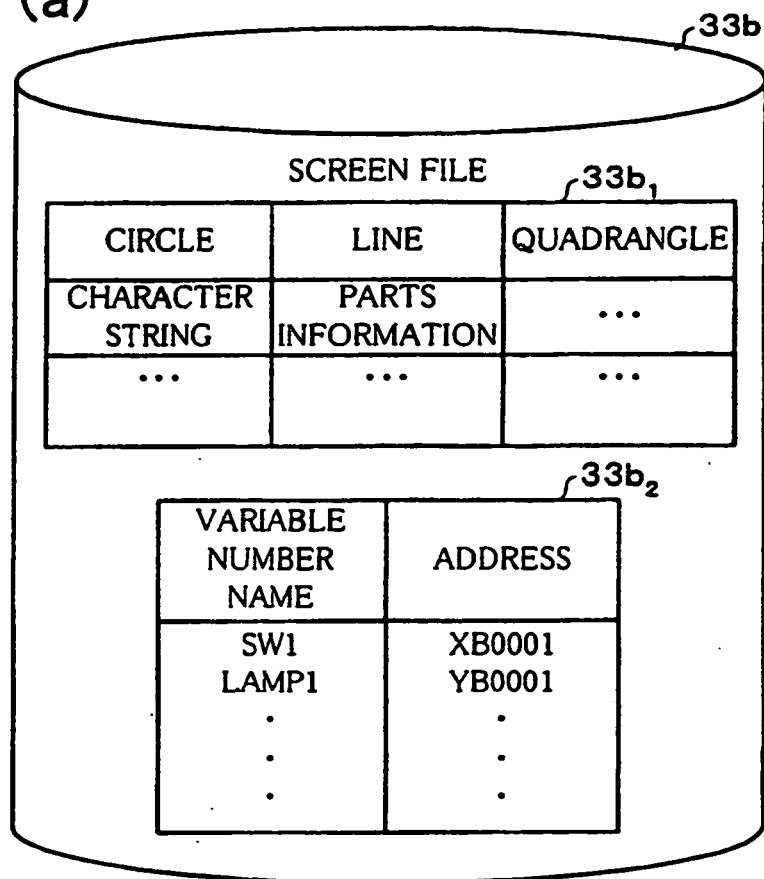 (a)
33b
SCREEN FILE
33b₁
CIRCLE LINE QUADRANGLE
CHARACTER STRING PARTS INFORMATION ...
... ... ...
33b₂
VARIABLE NUMBER NAME ADDRESS
SW1 XB0001
LAMP1 YB0001
. .
. .
. .